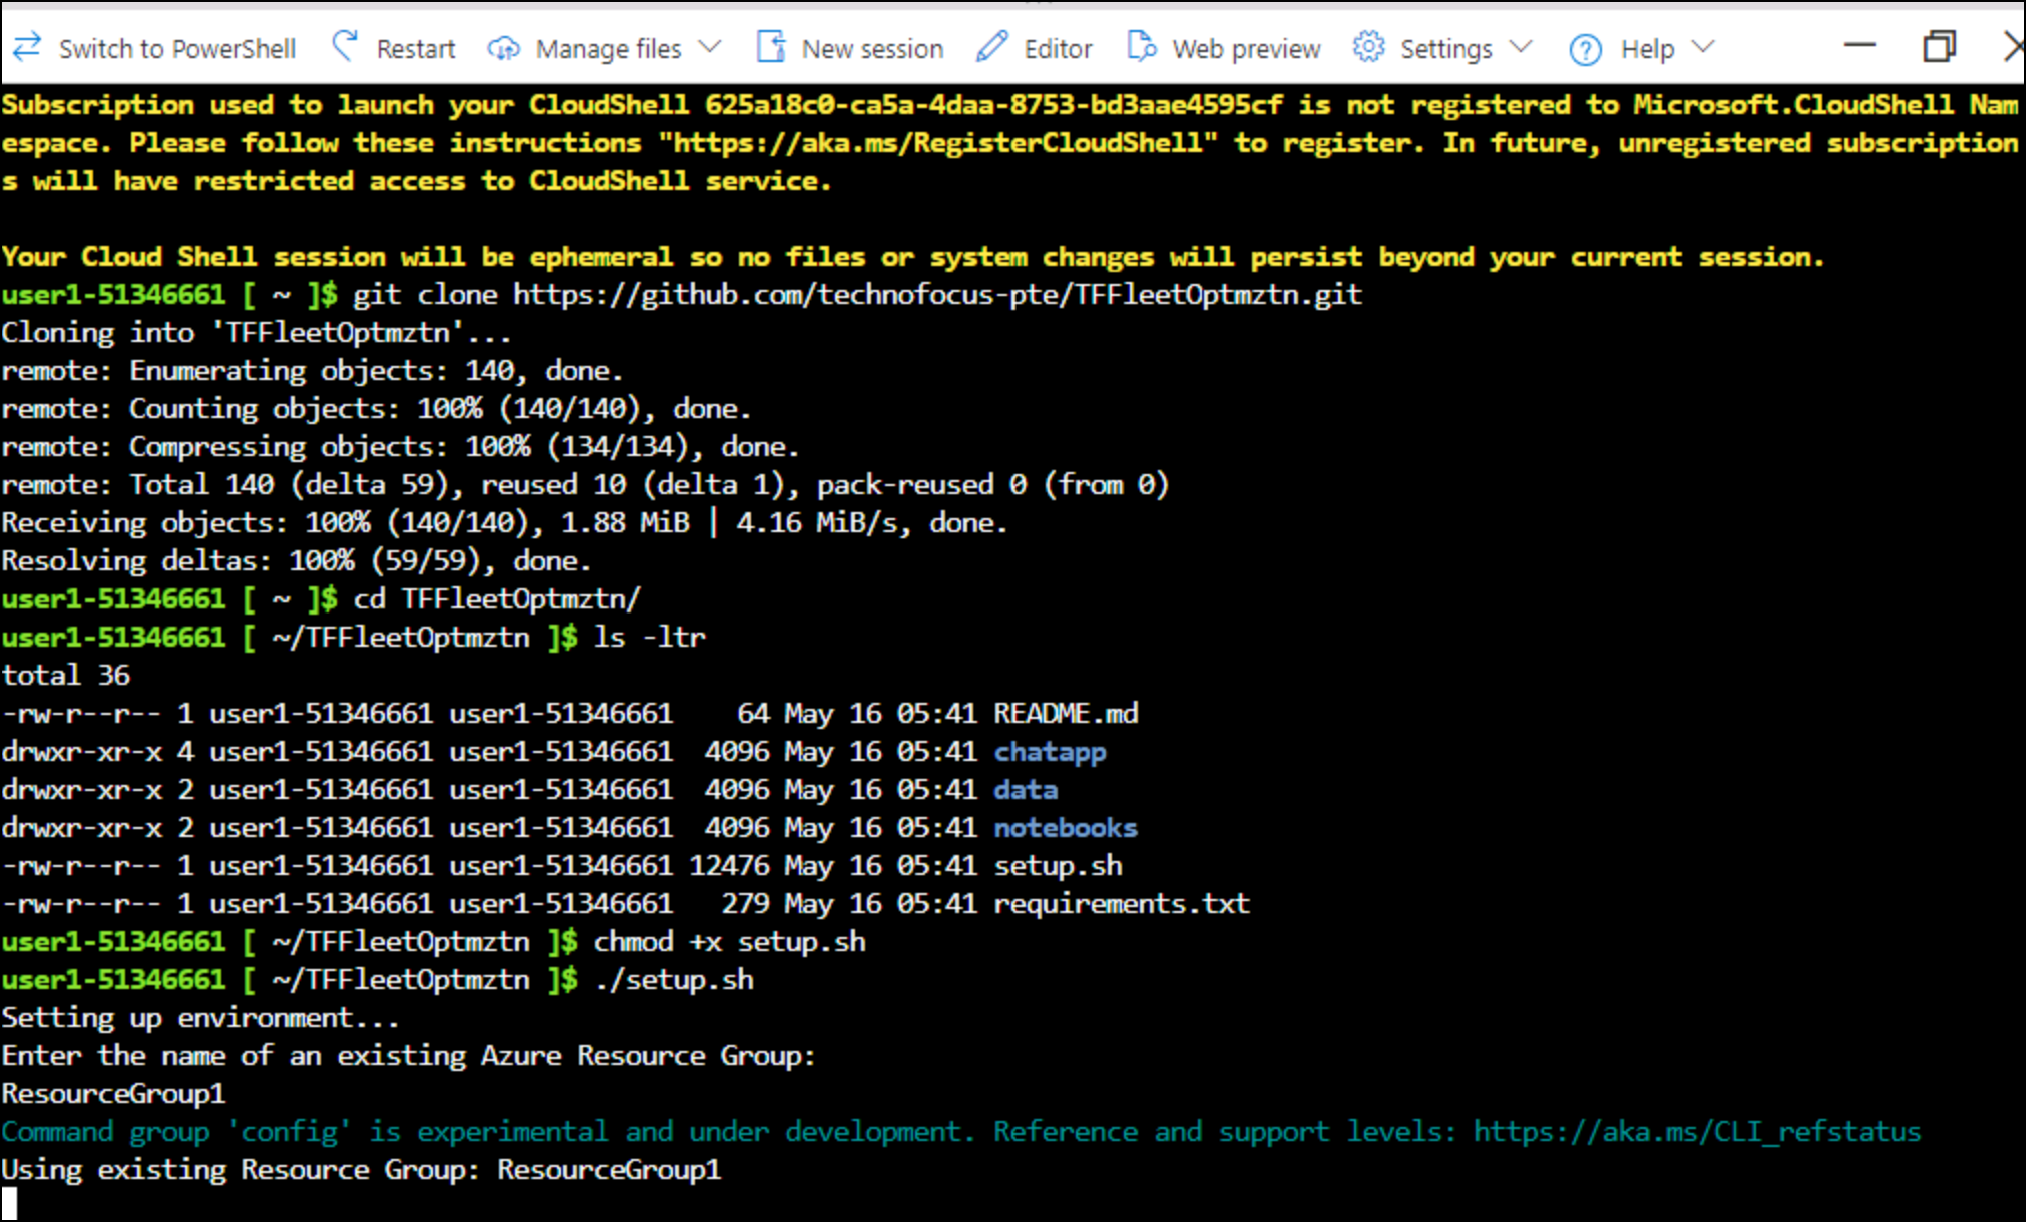 Switch to PowerShell Restart Manage files New session Editor Web preview Settings Help
Subscription used to launch your CloudShell 625a18c0-ca5a-4daa-8753-bd3aae4595cf is not registered to Microsoft.CloudShell Nam
espace. Please follow these instructions "https://aka.ms/RegisterCloudShell" to register. In future, unregistered subscription
s will have restricted access to CloudShell service.
Your Cloud Shell session will be ephemeral so no files or system changes will persist beyond your current session.
user1-51346661 [ ~ ]$ git clone https://github.com/technofocus-pte/TFFleetOptmztn.git
Cloning into 'TFFleetOptmztn'...
remote: Enumerating objects: 140, done.
remote: Counting objects: 100% (140/140), done.
remote: Compressing objects: 100% (134/134), done.
remote: Total 140 (delta 59), reused 10 (delta 1), pack-reused 0 (from 0)
Receiving objects: 100% (140/140), 1.88 MiB | 4.16 MiB/s, done.
Resolving deltas: 100% (59/59), done.
user1-51346661 [ ~ ]$ cd TFFleetOptmztn/
user1-51346661 [ ~/TFFleetOptmztn ]$ ls -ltr
total 36
-rw-r--r-- 1 user1-51346661 user1-51346661    64 May 16 05:41 README.md
drwxr-xr-x 4 user1-51346661 user1-51346661  4096 May 16 05:41 chatapp
drwxr-xr-x 2 user1-51346661 user1-51346661  4096 May 16 05:41 data
drwxr-xr-x 2 user1-51346661 user1-51346661  4096 May 16 05:41 notebooks
-rw-r--r-- 1 user1-51346661 user1-51346661 12476 May 16 05:41 setup.sh
-rw-r--r-- 1 user1-51346661 user1-51346661   279 May 16 05:41 requirements.txt
user1-51346661 [ ~/TFFleetOptmztn ]$ chmod +x setup.sh
user1-51346661 [ ~/TFFleetOptmztn ]$ ./setup.sh
Setting up environment...
Enter the name of an existing Azure Resource Group:
ResourceGroup1
Command group 'config' is experimental and under development. Reference and support levels: https://aka.ms/CLI_refstatus
Using existing Resource Group: ResourceGroup1